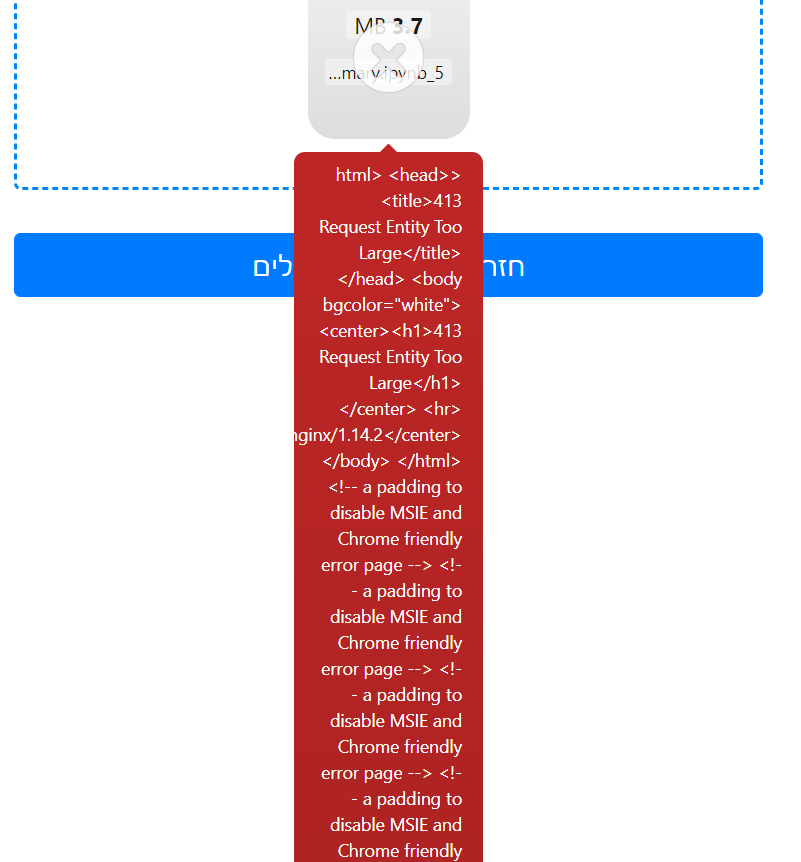 MB 3.7
...mary.ipynb_5
html> <head>>
<title>413
Request Entity Too
Large</title>
</head> <body
bgcolor="white">
<center><h1>413
Request Entity Too
Large</h1>
</center> <hr>
nginx/1.14.2</center>
</body> </html>
<!-- a padding to
disable MSIE and
Chrome friendly
error page --> <!-
- a padding to
disable MSIE and
Chrome friendly
error page --> <!-
- a padding to
disable MSIE and
Chrome friendly
error page --> <!-
- a padding to
disable MSIE and
Chrome friendly